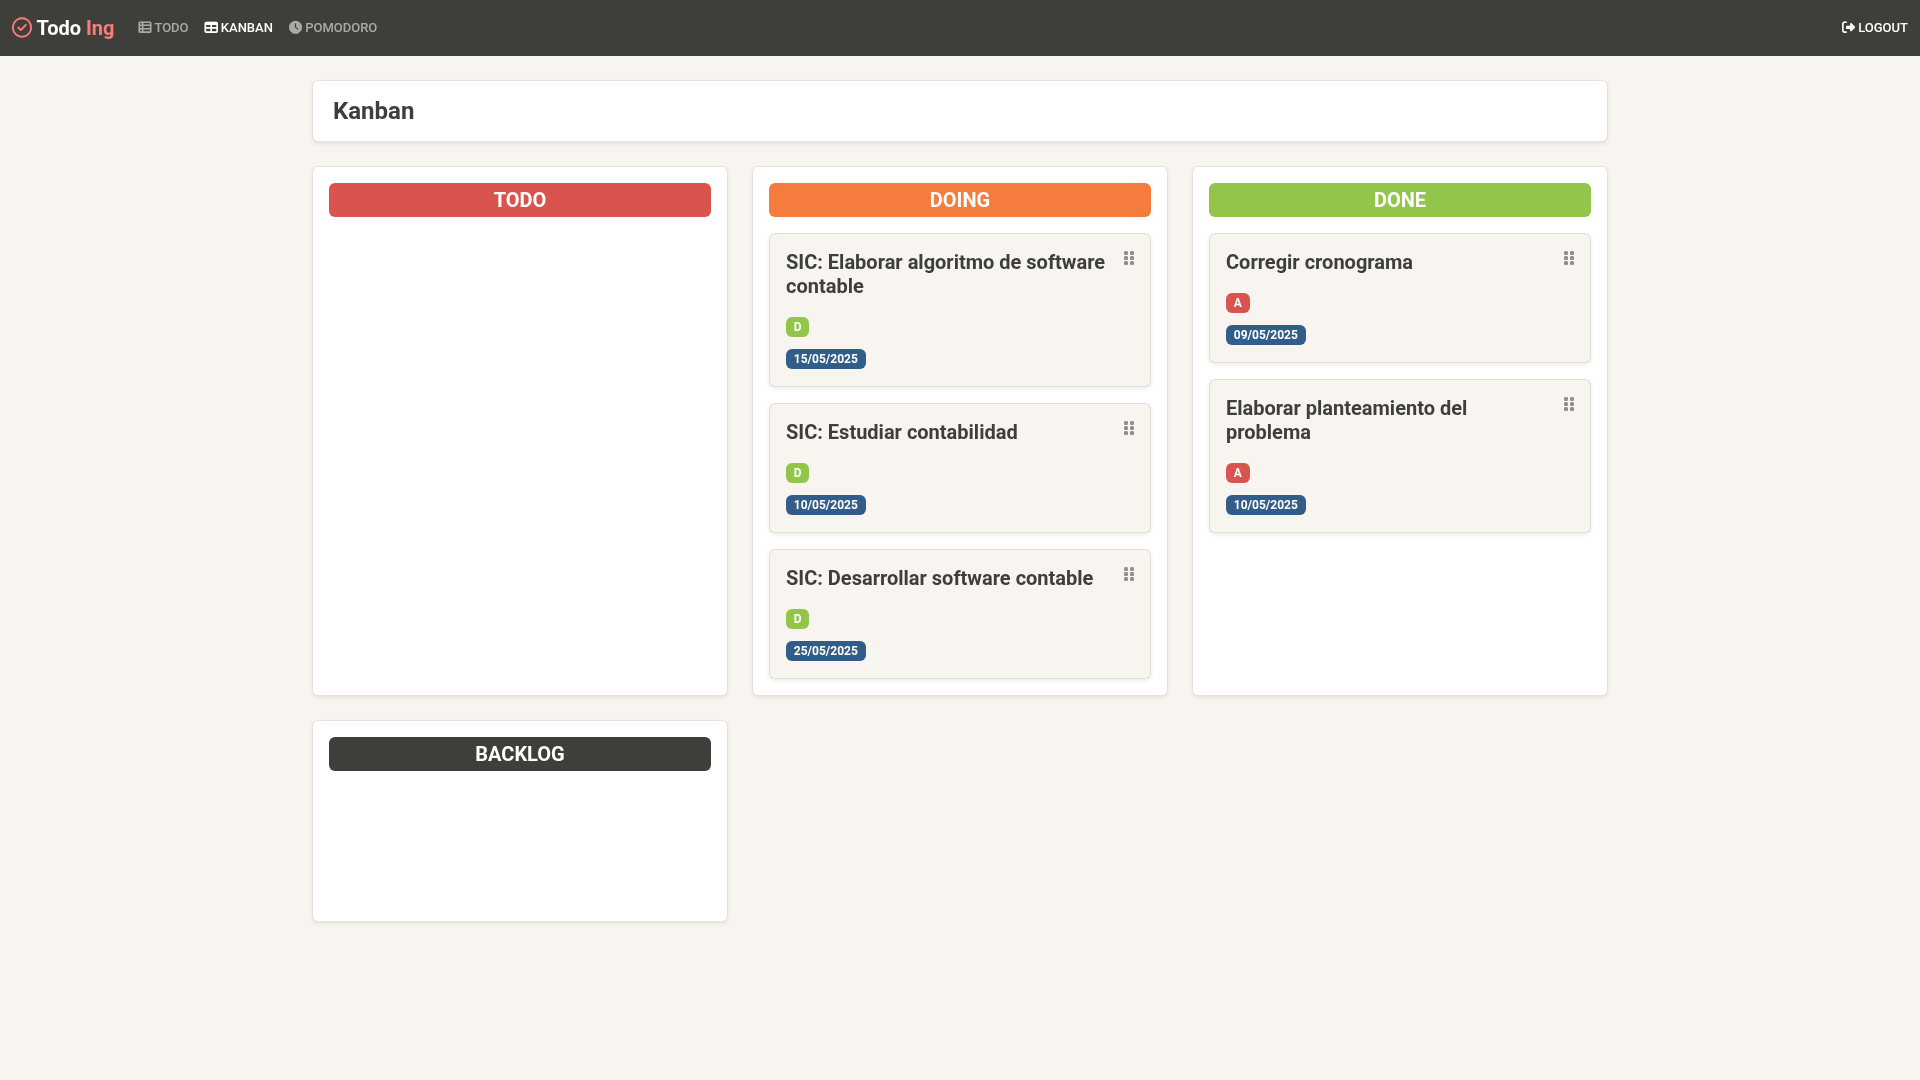 Todo Ing
TODO
KANBAN
POMODORO
LOGOUT
Kanban
TODO
DOING
SIC: Elaborar algoritmo de software
contable
D
15/05/2025
SIC: Estudiar contabilidad
D
10/05/2025
SIC: Desarrollar software contable
D
25/05/2025
DONE
Corregir cronograma
A
09/05/2025
Elaborar planteamiento del
problema
A
10/05/2025
BACKLOG